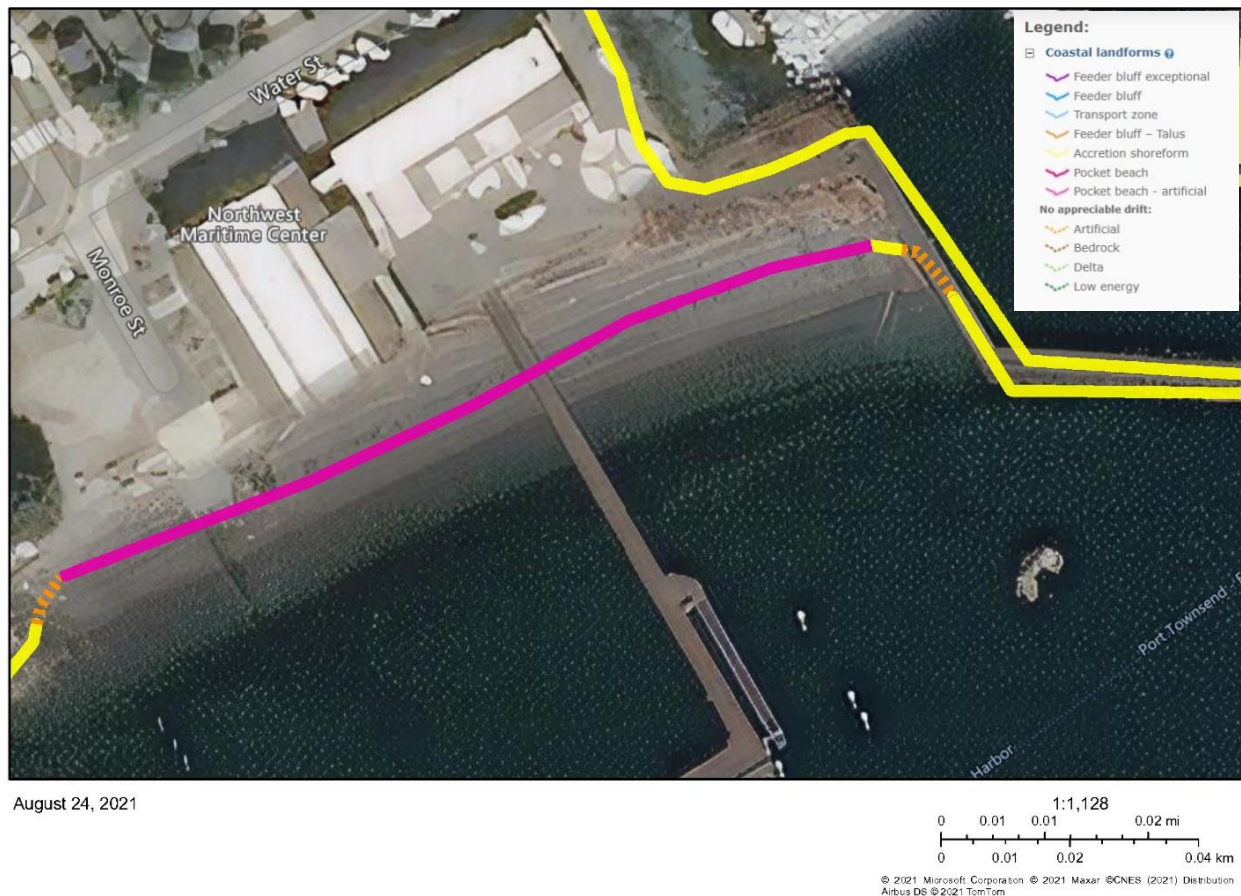 Legend:
Coastal landforms
Feeder bluff exceptional
Feeder bluff
Transport zone
Feeder bluff – Talus
Accretion shoreform
Pocket beach
Pocket beach - artificial
No appreciable drift:
Artificial
Bedrock
Delta
Low energy
Water St
Northwest
Maritime Center
Monroe St
Port Townsend -
Harbor
August 24, 2021
1:1,128
0 0.01 0.01 0.02 mi
0 0.01 0.02 0.04 km
© 2021 Microsoft Corporation © 2021 Maxar ©CNES (2021) Distribution
Airbus DS © 2021 TomTom